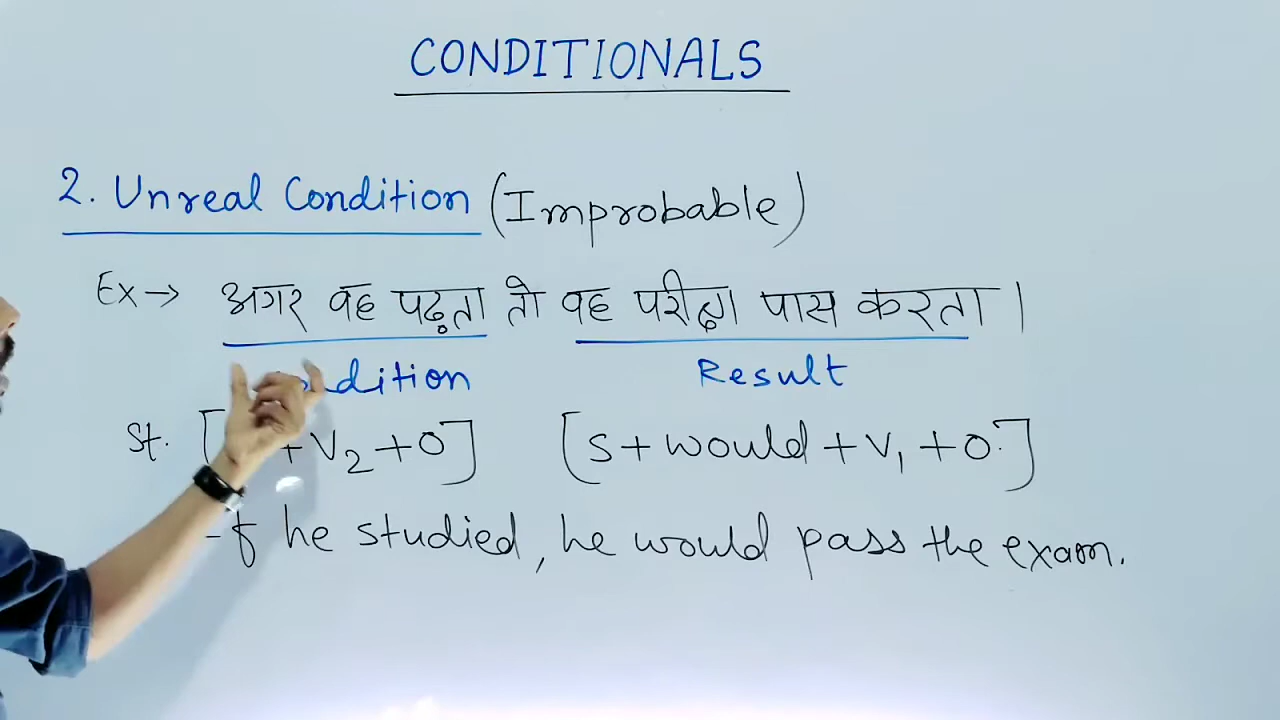 CONDITIONALS
2. Unreal Condition (Improbable)
Ex → अगर वह पढ़ता तो वह परीक्षा पास करता |
Result
St. [ +V₂+O] [S+would+V₁+O.]
he studied, he would pass the exam.